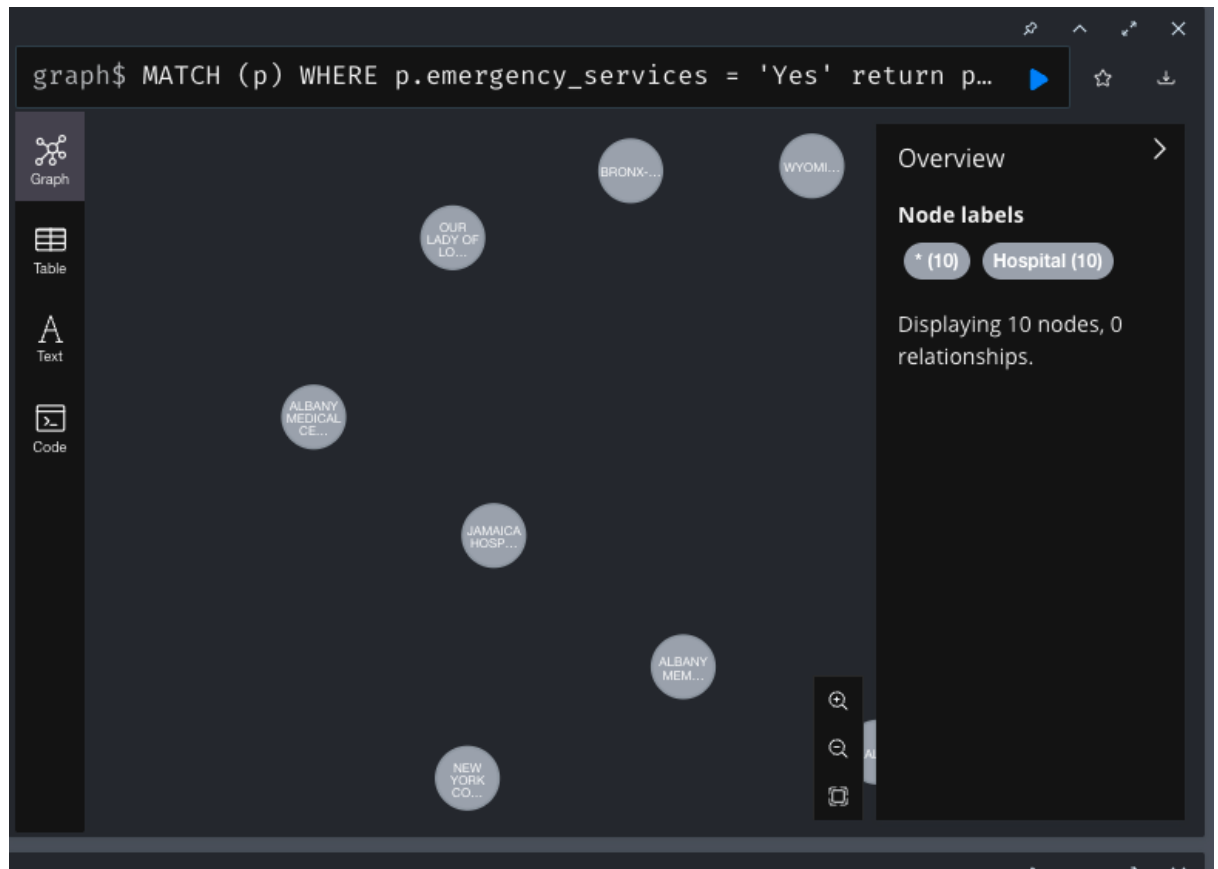 graph$ MATCH (p) WHERE p.emergency_services = 'Yes' return p…
Graph
Table
Text
Code
BRONX-...
WYOMI...
OUR
LADY OF
LO...
ALBANY
MEDICAL
CE...
JAMAICA
HOSP...
ALBANY
MEM...
NEW
YORK
CO...
Overview
Node labels
* (10) Hospital (10)
Displaying 10 nodes, 0
relationships.